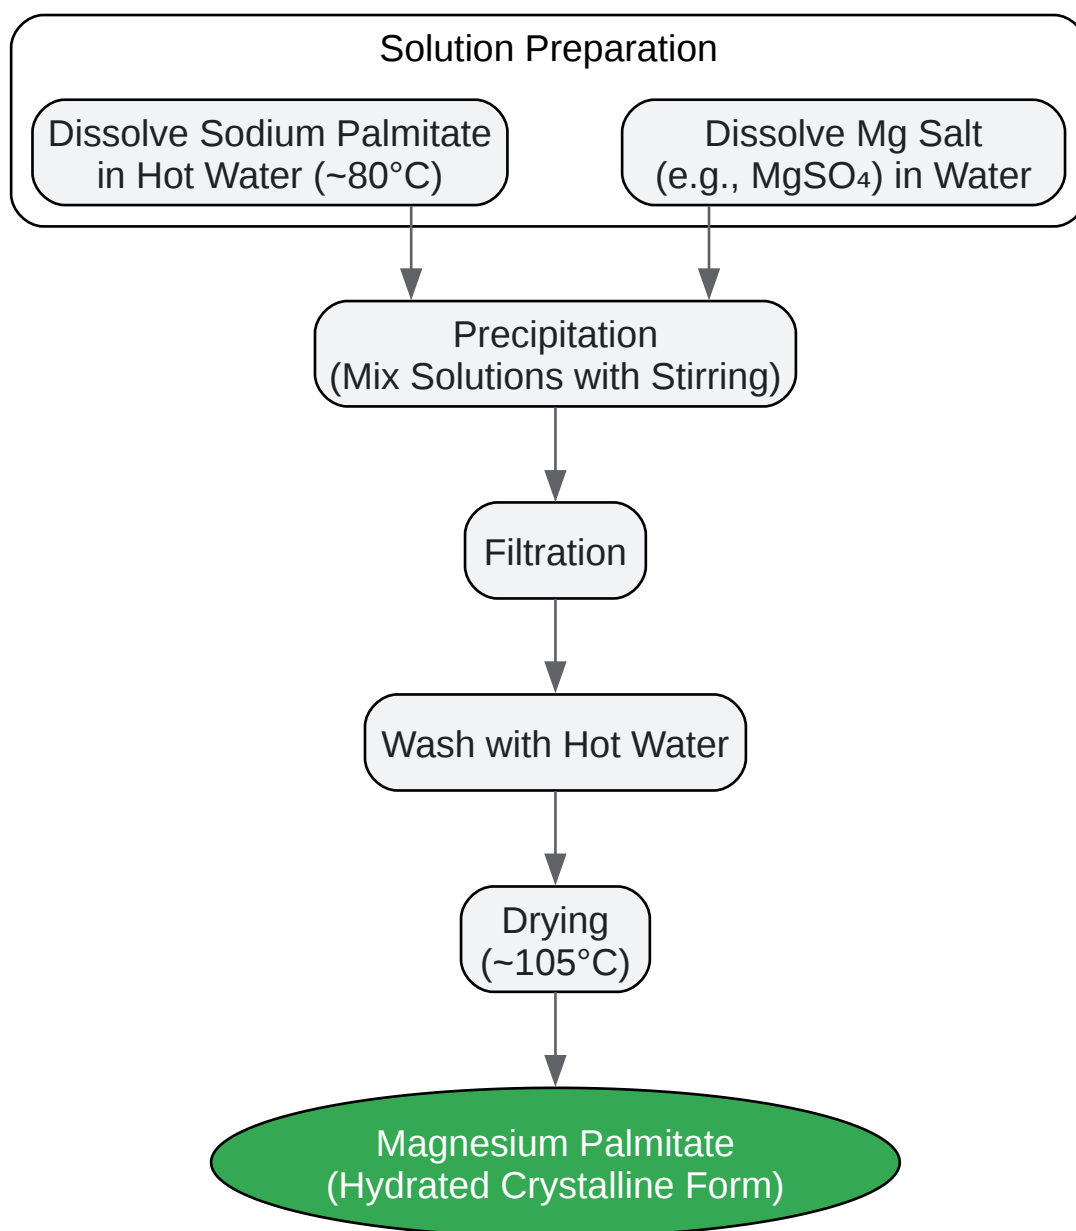 Solution Preparation
Dissolve Sodium Palmitate
in Hot Water (~80°C)
Dissolve Mg Salt
(e.g., MgSO₄) in Water
Precipitation
(Mix Solutions with Stirring)
Filtration
Wash with Hot Water
Drying
(~105°C)
Magnesium Palmitate
(Hydrated Crystalline Form)